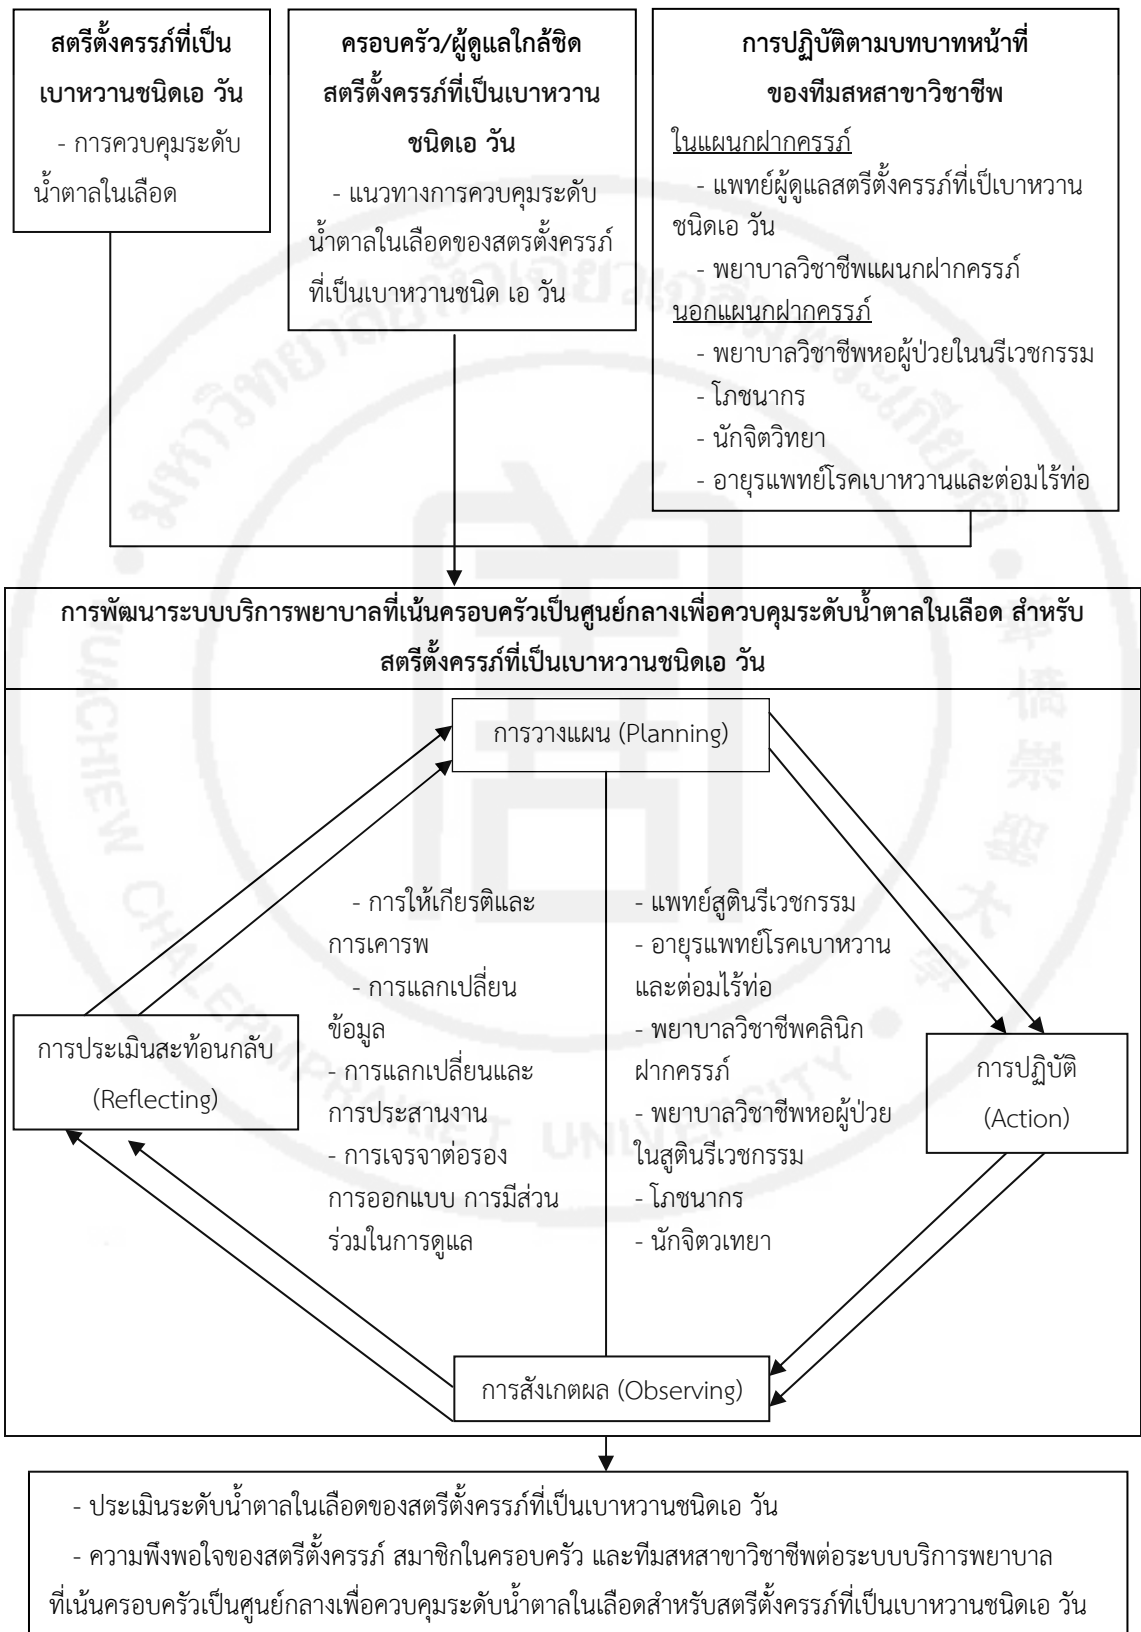 สตรีตั้งครรภ์ที่เป็น
เบาหวานชนิดเอ วัน
- การควบคุมระดับ
น้ำตาลในเลือด
ครอบครัว/ผู้ดูแลใกล้ชิด
สตรีตั้งครรภ์ที่เป็นเบาหวาน
ชนิดเอ วัน
- แนวทางการควบคุมระดับ
น้ำตาลในเลือดของสตรตั้งครรภ์
ที่เป็นเบาหวานชนิด เอ วัน
การปฏิบัติตามบทบาทหน้าที่
ของทีมสหสาขาวิชาชีพ
ในแผนกฝากครรภ์
- แพทย์ผู้ดูแลสตรีตั้งครรภ์ที่เป็เบาหวาน
ชนิดเอ วัน
- พยาบาลวิชาชีพแผนกฝากครรภ์
นอกแผนกฝากครรภ์
- พยาบาลวิชาชีพหอผู้ป่วยในนรีเวชกรรม
- โภชนากร
- นักจิตวิทยา
- อายุรแพทย์โรคเบาหวานและต่อมไร้ท่อ
การพัฒนาระบบบริการพยาบาลที่เน้นครอบครัวเป็นศูนย์กลางเพื่อควบคุมระดับน้ำตาลในเลือด สำหรับ
สตรีตั้งครรภ์ที่เป็นเบาหวานชนิดเอ วัน
การวางแผน (Planning)
- การให้เกียรติและ
การเคารพ
- การแลกเปลี่ยน
ข้อมูล
- การแลกเปลี่ยนและ
การประสานงาน
- การเจรจาต่อรอง
การออกแบบ การมีส่วน
ร่วมในการดูแล
- แพทย์สูตินรีเวชกรรม
- อายุรแพทย์โรคเบาหวาน
และต่อมไร้ท่อ
- พยาบาลวิชาชีพคลินิก
ฝากครรภ์
- พยาบาลวิชาชีพหอผู้ป่วย
ในสูตินรีเวชกรรม
- โภชนากร
- นักจิตวเทยา
การประเมินสะท้อนกลับ
(Reflecting)
การปฏิบัติ
(Action)
การสังเกตผล (Observing)
- ประเมินระดับน้ำตาลในเลือดของสตรีตั้งครรภ์ที่เป็นเบาหวานชนิดเอ วัน
- ความพึงพอใจของสตรีตั้งครรภ์ สมาชิกในครอบครัว และทีมสหสาขาวิชาชีพต่อระบบบริการพยาบาล
ที่เน้นครอบครัวเป็นศูนย์กลางเพื่อควบคุมระดับน้ำตาลในเลือดสำหรับสตรีตั้งครรภ์ที่เป็นเบาหวานชนิดเอ วัน
มหาวิทยาลัยหัวเฉียวเฉลิมพระเกียรติ
HUACHIEW CHALERMPRAKIET UNIVERSITY
華僑崇聖大學